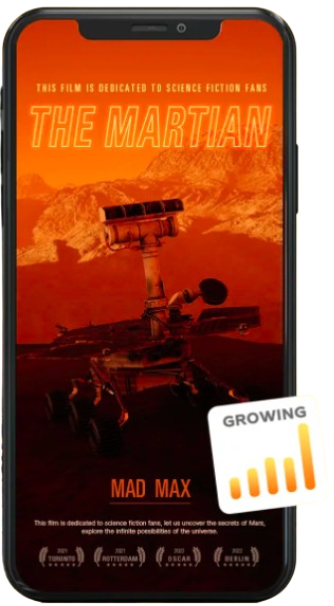 THIS FILM IS DEDICATED TO SCIENCE FICTION FANS
THE MARTIAN
GROWING
MAD MAX
This film is dedicated to science fiction fans, let us uncover the secrets of Mars,
explore the infinite possibilities of the universe.
2021 2021 2022 2023
TORONTO ROTTERDAM OSCAR BERLIN